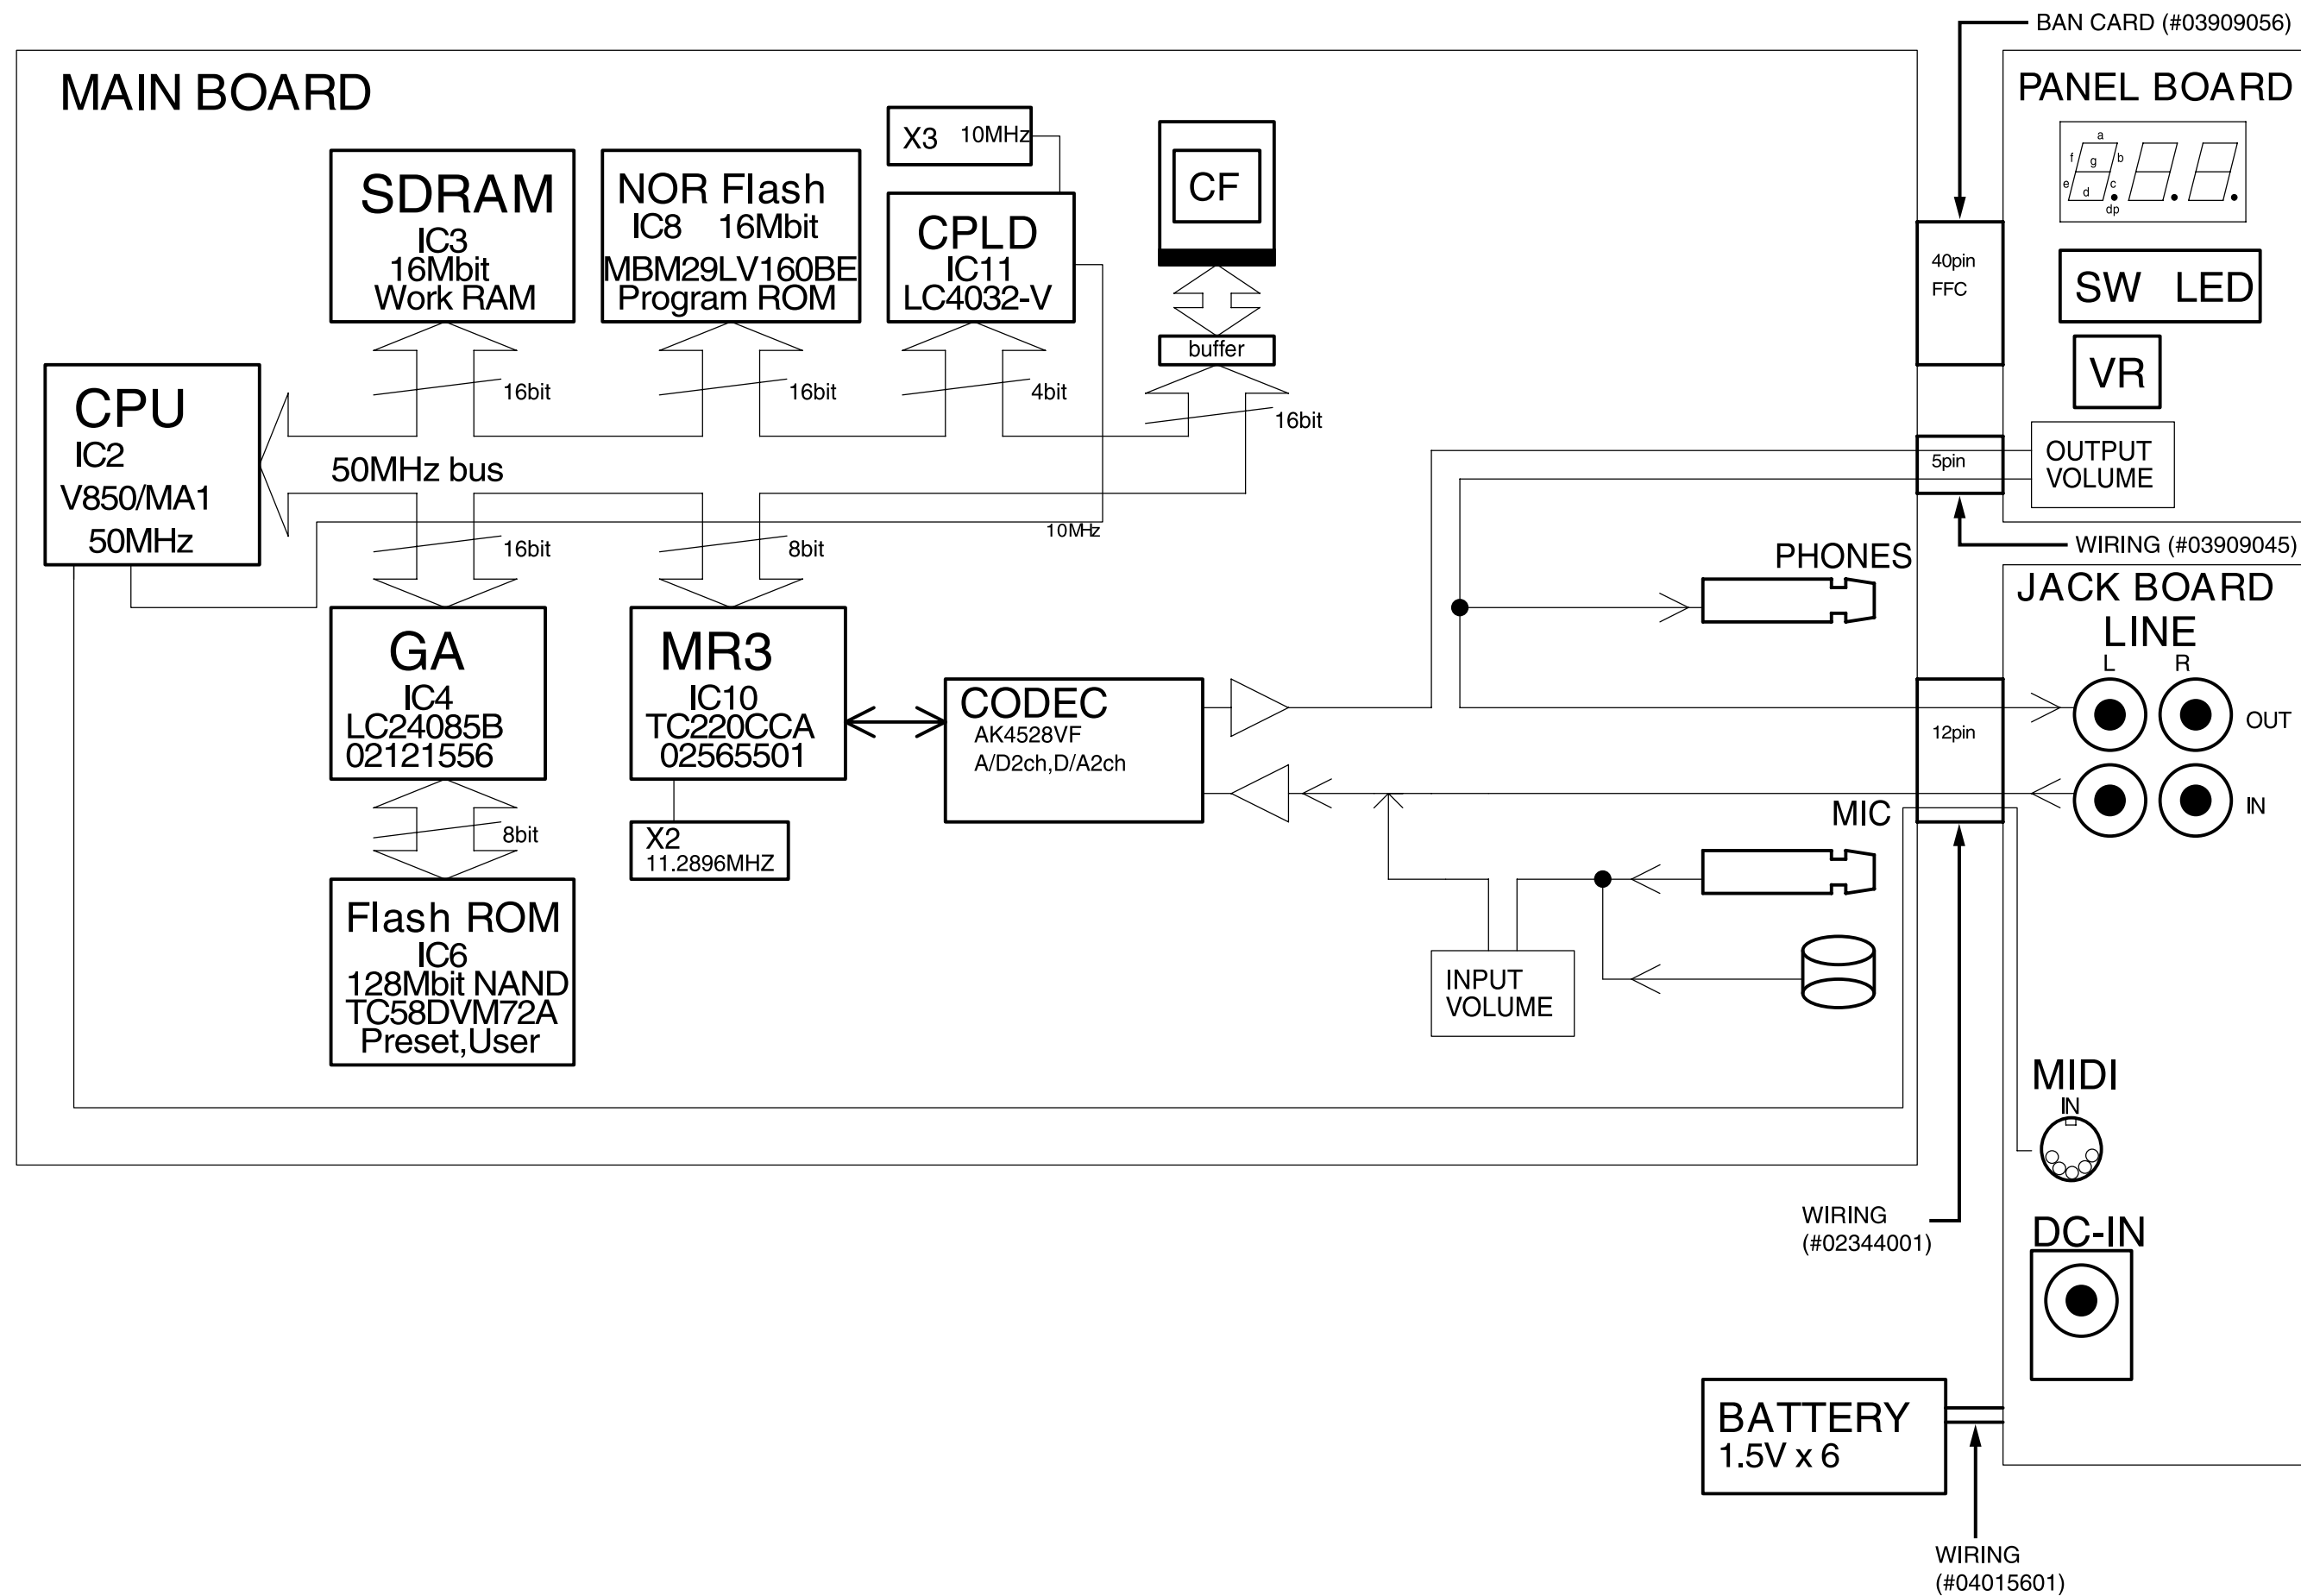 BAN CARD (#03909056)
MAIN BOARD
PANEL BOARD
X3 10MHz
a
f
g
b
e
d
c
dp
SDRAM
IC3
16Mbit
Work RAM
NOR Flash
IC8 16Mbit
MBM29LV160BE
Program ROM
CPLD
IC11
LC4032-V
CF
buffer
40pin
FFC
SW LED
VR
CPU
IC2
V850/MA1
50MHz
16bit
16bit
4bit
16bit
50MHz bus
5pin
OUTPUT
VOLUME
16bit
8bit
10MHz
WIRING (#03909045)
PHONES
JACK BOARD
LINE
L R
OUT
IN
GA
IC4
LC24085B
02121556
MR3
IC10
TC220CCA
02565501
CODEC
AK4528VF
A/D2ch,D/A2ch
12pin
8bit
X2
11.2896MHZ
MIC
Flash ROM
IC6
128Mbit NAND
TC58DVM72A
Preset,User
INPUT
VOLUME
MIDI
IN
WIRING
(#02344001)
DC-IN
BATTERY
1.5V x 6
WIRING
(#04015601)